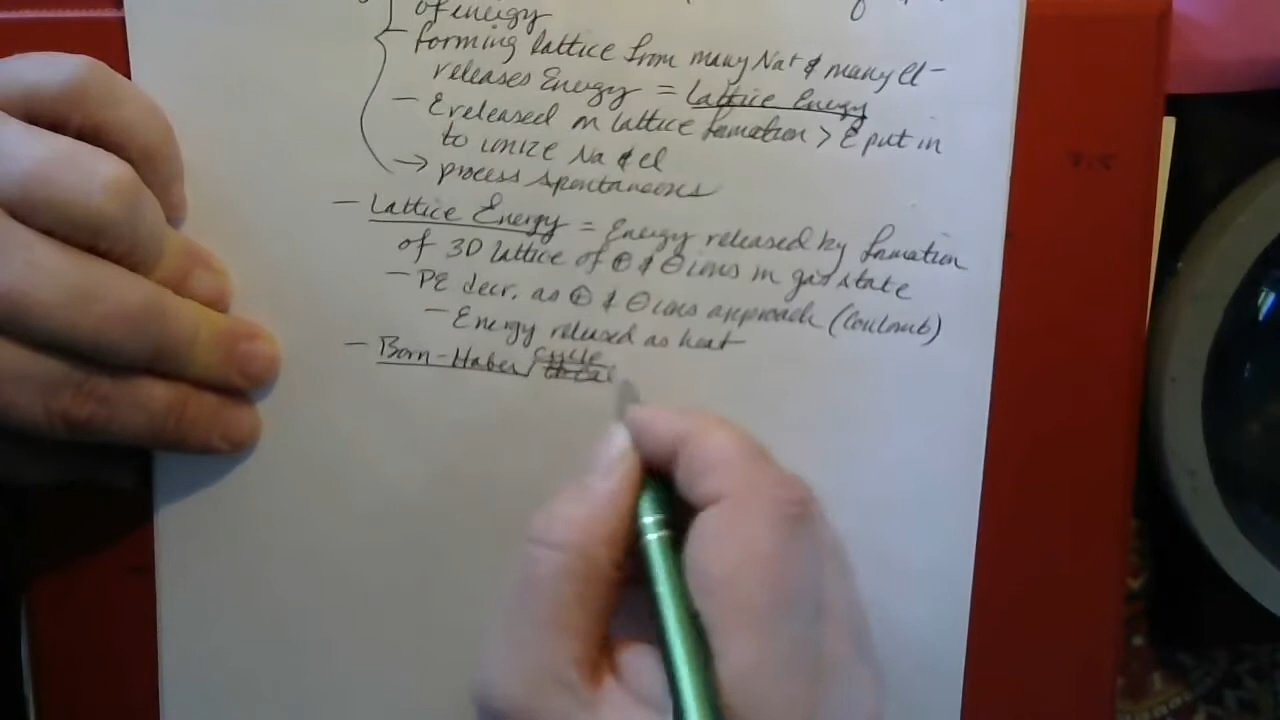 of energy
- forming lattice from many Na+ & many Cl-
releases Energy = Lattice Energy
- E released in lattice formation > E put in
to ionize Na & Cl
→ process spontaneous
- Lattice Energy = Energy released by formation
of 3D lattice of ⊕ & ⊖ ions in gas state
- PE decr. as ⊕ & ⊖ ions approach (Coulomb)
- Energy released as heat
- Born-Haber Cycle